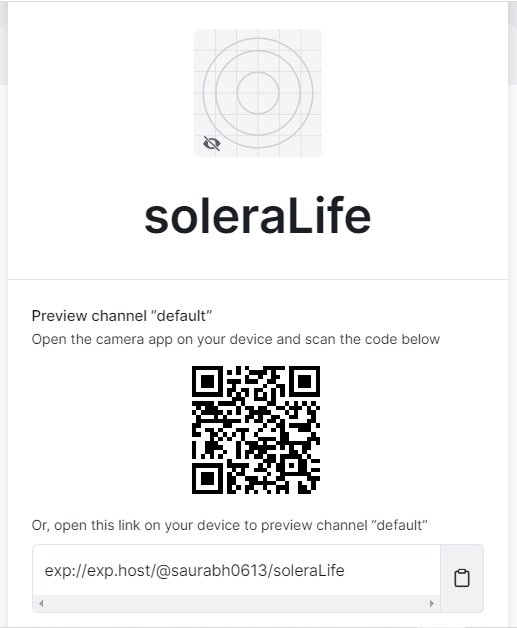 soleraLife
Preview channel “default”
Open the camera app on your device and scan the code below
Or, open this link on your device to preview channel “default”
exp://exp.host/@saurabh0613/soleraLife